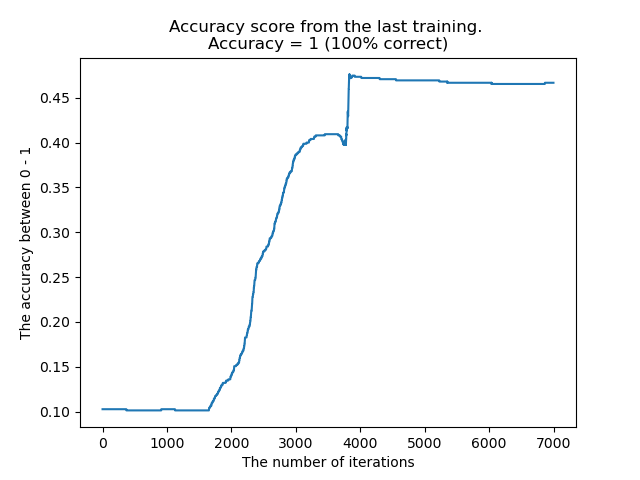 Accuracy score from the last training.
Accuracy = 1 (100% correct)
The accuracy between 0 - 1
0.45
0.40
0.35
0.30
0.25
0.20
0.15
0.10
0 1000 2000 3000 4000 5000 6000 7000
The number of iterations